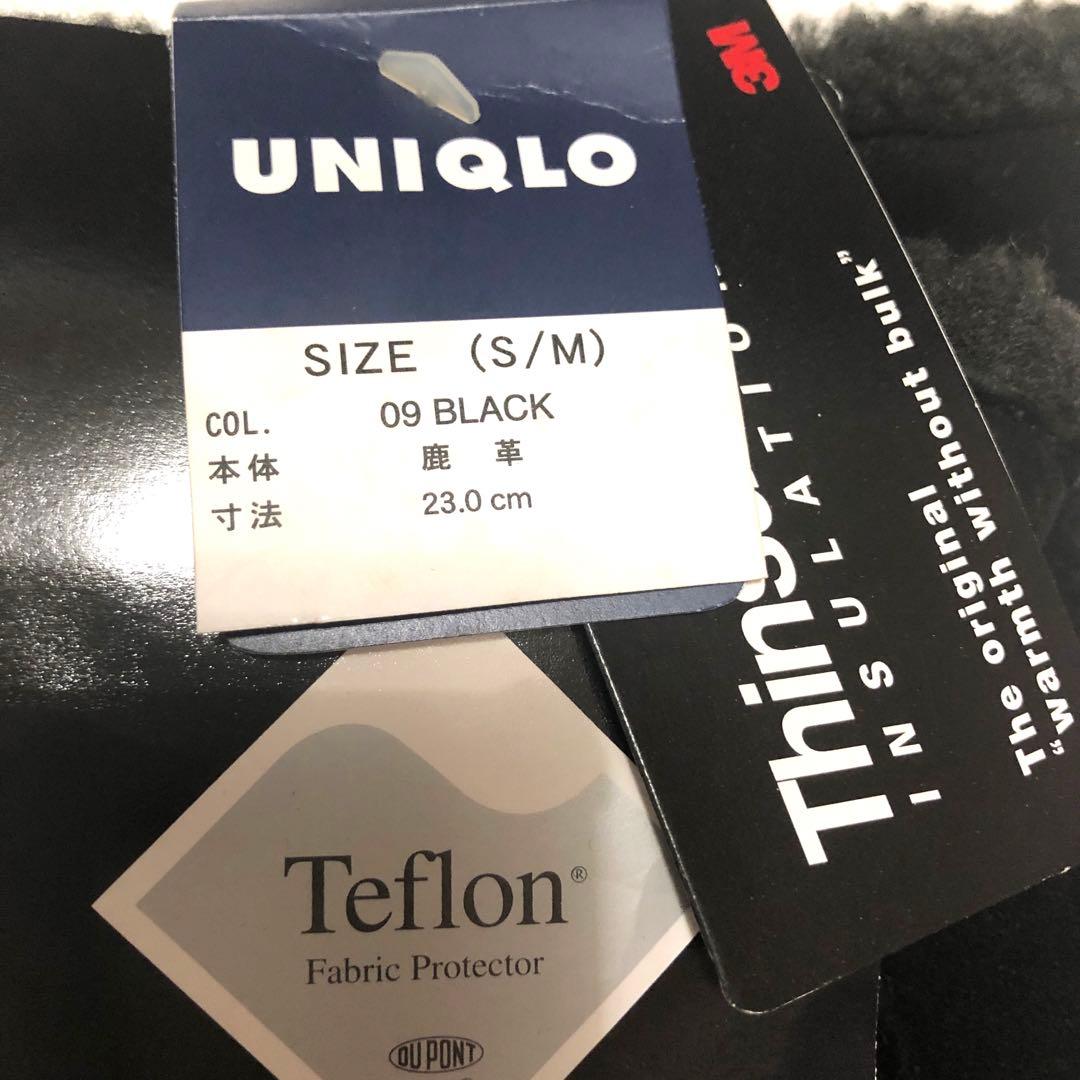 UNIQLO
SIZE (S/M)
COL. 09 BLACK
本体 鹿 革
寸法 23.0 cm
3M
INSULATION
The original
“warmth without bulk”
Teflon®
Fabric Protector
DU PONT